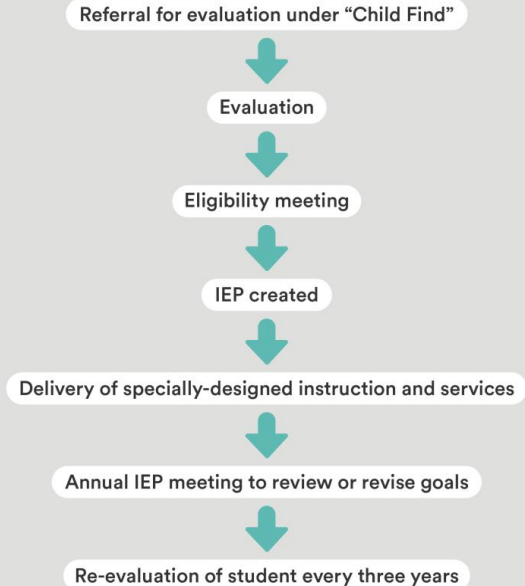 Referral for evaluation under “Child Find”
Evaluation
Eligibility meeting
IEP created
Delivery of specially-designed instruction and services
Annual IEP meeting to review or revise goals
Re-evaluation of student every three years